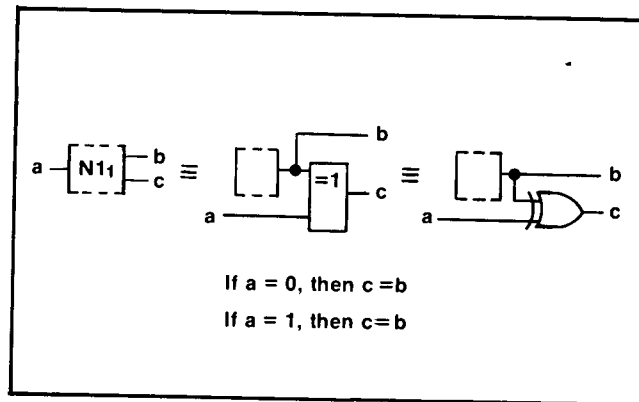 a N1₁ b c ≡ =1 b c a ≡ b c a
If a = 0, then c =b
If a = 1, then c=b